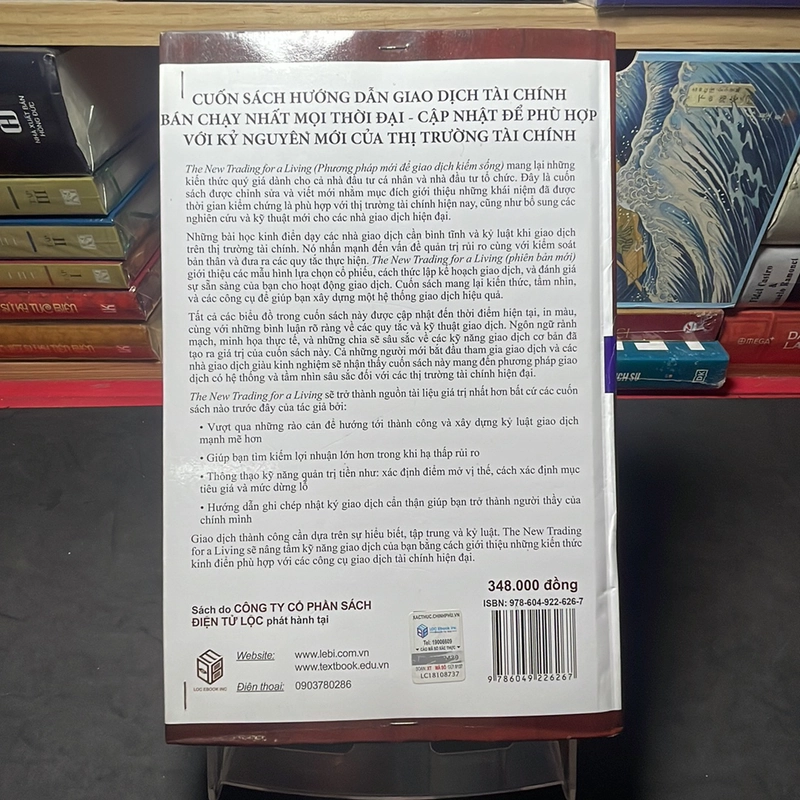 CUỐN SÁCH HƯỚNG DẪN GIAO DỊCH TÀI CHÍNH
BÁN CHẠY NHẤT MỌI THỜI ĐẠI - CẬP NHẬT ĐỂ PHÙ HỢP
VỚI KỶ NGUYÊN MỚI CỦA THỊ TRƯỜNG TÀI CHÍNH
The New Trading for a Living (Phương pháp mới để giao dịch kiếm sống) mang lại những
kiến thức quý giá dành cho cả nhà đầu tư cá nhân và nhà đầu tư tổ chức. Đây là cuốn
sách được chỉnh sửa và viết mới nhằm mục đích giới thiệu những khái niệm đã được
thời gian kiểm chứng là phù hợp với thị trường tài chính hiện nay, cũng như bổ sung các
nghiên cứu và kỹ thuật mới cho các nhà giao dịch hiện đại.
Những bài học kinh điển dạy các nhà giao dịch cần bình tĩnh và kỷ luật khi giao dịch
trên thị trường tài chính. Nó nhấn mạnh đến vấn đề quản trị rủi ro cùng với kiểm soát
bản thân và đưa ra các quy tắc thực hiện. The New Trading for a Living (phiên bản mới)
giới thiệu các mẫu hình lựa chọn cổ phiếu, cách thức lập kế hoạch giao dịch, và đánh giá
sự sẵn sàng của bạn cho hoạt động giao dịch. Cuốn sách mang lại kiến thức, tầm nhìn,
và các công cụ để giúp bạn xây dựng một hệ thống giao dịch hiệu quả.
Tất cả các biểu đồ trong cuốn sách này được cập nhật đến thời điểm hiện tại, in màu,
cùng với những bình luận rõ ràng về các quy tắc và kỹ thuật giao dịch. Ngôn ngữ rành
mạch, minh họa thực tế, và những chia sẽ sâu sắc về các kỹ năng giao dịch cơ bản đã
tạo ra giá trị của cuốn sách này. Cả những người mới bắt đầu tham gia giao dịch và các
nhà giao dịch giàu kinh nghiệm sẽ nhận thấy cuốn sách này mang đến phương pháp giao
dịch có hệ thống và tầm nhìn sâu sắc đối với các thị trường tài chính hiện đại.
The New Trading for a Living sẽ trở thành nguồn tài liệu giá trị nhất hơn bất cứ các cuốn
sách nào trước đây của tác giả bởi:
• Vượt qua những rào cản để hướng tới thành công và xây dựng kỷ luật giao dịch
mạnh mẽ hơn
• Giúp bạn tìm kiếm lợi nhuận lớn hơn trong khi hạ thấp rủi ro
• Thông thạo kỹ năng quản trị tiền như: xác định điểm mở vị thế, cách xác định mục
tiêu giá và mức dừng lỗ
• Hướng dẫn ghi chép nhật ký giao dịch cẩn thận giúp bạn trở thành người thầy của
chính mình
Giao dịch thành công cần dựa trên sự hiểu biết, tập trung và kỷ luật. The New Trading
for a Living sẽ nâng tầm kỹ năng giao dịch của bạn bằng cách giới thiệu những kiến thức
kinh điển phù hợp với các công cụ giao dịch tài chính hiện đại.
348.000 đồng
ISBN: 978-604-922-626-7
9 786049 226267
Sách do CÔNG TY CỔ PHẦN SÁCH
ĐIỆN TỬ LỘC phát hành tại
LOC EBOOK INC
Website: www.lebi.com.vn
www.textbook.edu.vn
Điện thoại: 0903780286
XACTHUC.CHINHPHU.VN
LOC Ebook Inc
Tel: 19006609
LC18108737
NHÀ XUẤT BẢN
HỒNG ĐỨC
III
II
I
OMEGA+
DK